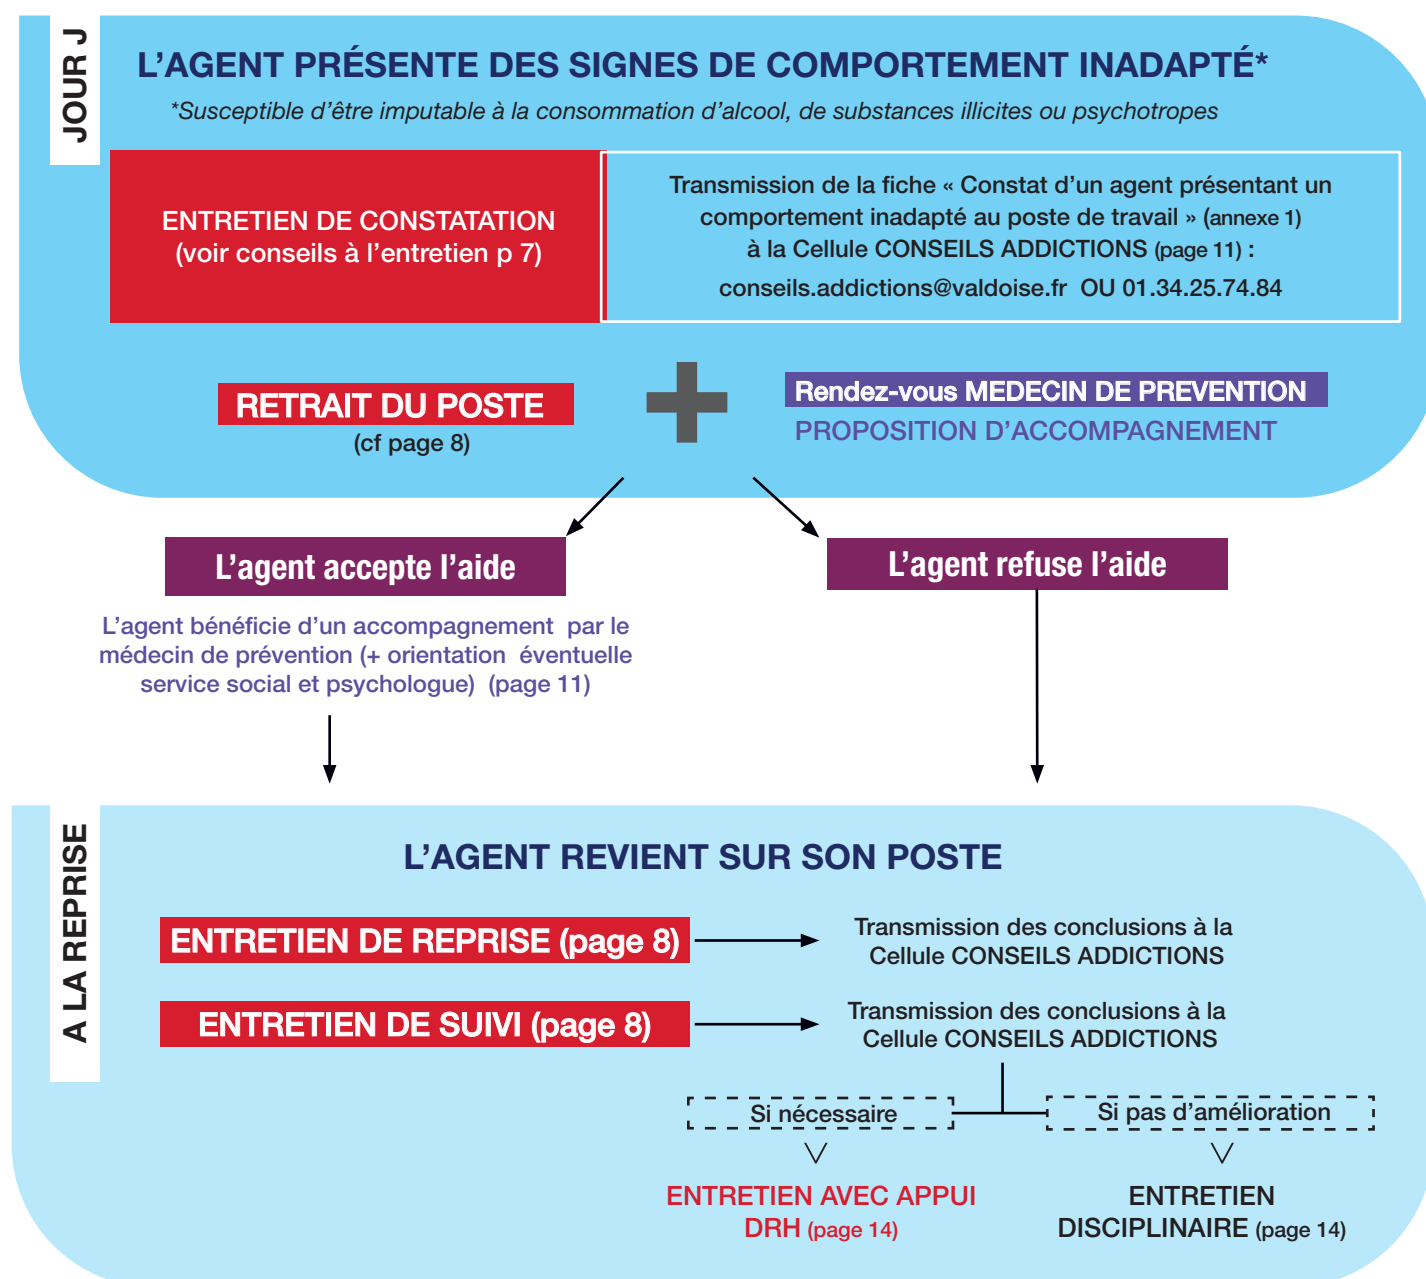 JOUR J
L'AGENT PRÉSENTE DES SIGNES DE COMPORTEMENT INADAPTÉ*
*Susceptible d'être imputable à la consommation d'alcool, de substances illicites ou psychotropes
ENTRETIEN DE CONSTATATION
(voir conseils à l'entretien p 7)
Transmission de la fiche « Constat d'un agent présentant un
comportement inadapté au poste de travail » (annexe 1)
à la Cellule CONSEILS ADDICTIONS (page 11) :
conseils.addictions@valdoise.fr OU 01.34.25.74.84
RETRAIT DU POSTE
(cf page 8)
Rendez-vous MEDECIN DE PREVENTION
PROPOSITION D'ACCOMPAGNEMENT
L'agent accepte l'aide
L'agent refuse l'aide
L'agent bénéficie d'un accompagnement par le
médecin de prévention (+ orientation éventuelle
service social et psychologue) (page 11)
A LA REPRISE
L'AGENT REVIENT SUR SON POSTE
ENTRETIEN DE REPRISE (page 8)
Transmission des conclusions à la
Cellule CONSEILS ADDICTIONS
ENTRETIEN DE SUIVI (page 8)
Transmission des conclusions à la
Cellule CONSEILS ADDICTIONS
Si nécessaire
Si pas d'amélioration
ENTRETIEN AVEC APPUI
DRH (page 14)
ENTRETIEN
DISCIPLINAIRE (page 14)